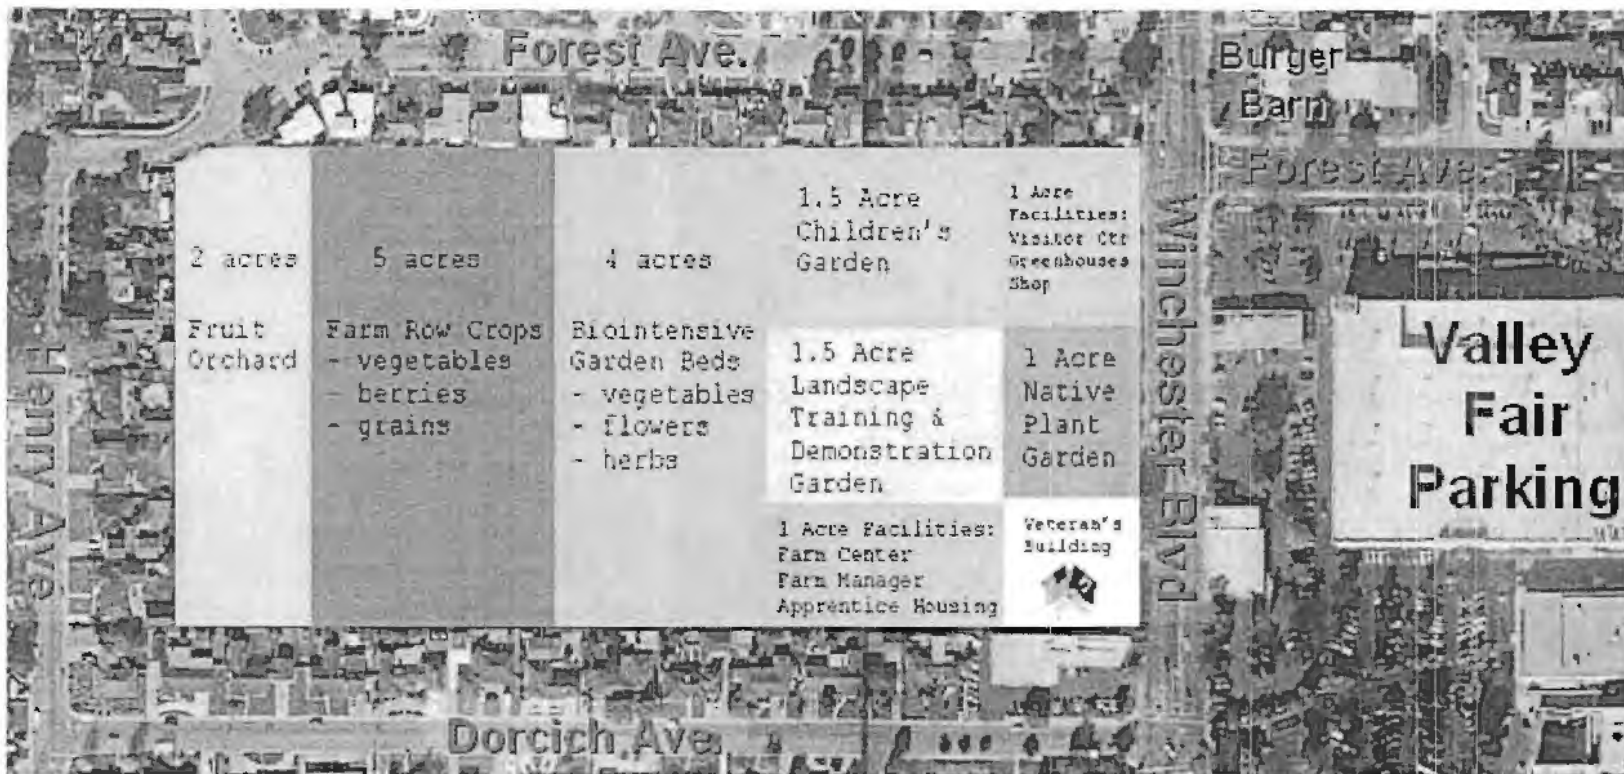 Forest Ave.
Burger
Barn
Forest Ave.
Henry Ave
Winchester Blvd
2 acres
Fruit
Orchard
5 acres
Farm Row Crops
- vegetables
- berries
- grains
4 acres
Biointensive
Garden Beds
- vegetables
- flowers
- herbs
1.5 Acre
Children's
Garden
1 Acre
Facilities:
Visitor Ctr
Greenhouses
Shop
1.5 Acre
Landscape
Training &
Demonstration
Garden
1 Acre
Native
Plant
Garden
1 Acre Facilities:
Farm Center
Farm Manager
Apprentice Housing
Veteran's
Building
Valley
Fair
Parking
Dorcich Ave.